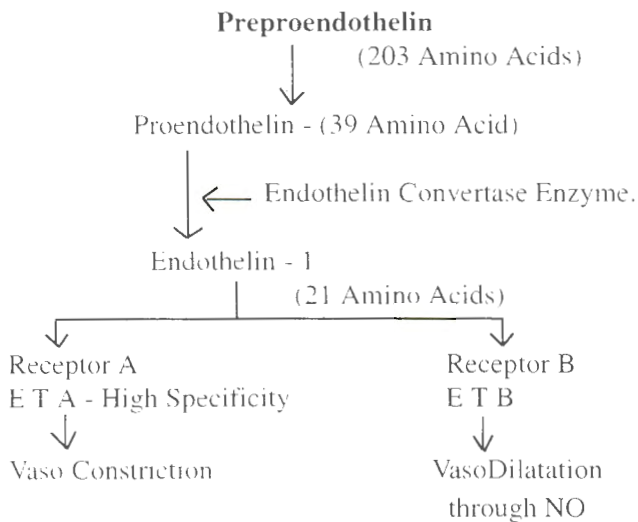 Preproendothelin
(203 Amino Acids)
Proendothelin - (39 Amino Acid)
Endothelin Convertase Enzyme.
Endothelin - 1
(21 Amino Acids)
Receptor A
E T A - High Specificity
Vaso Constriction
Receptor B
E T B
VasoDilatation
through NO